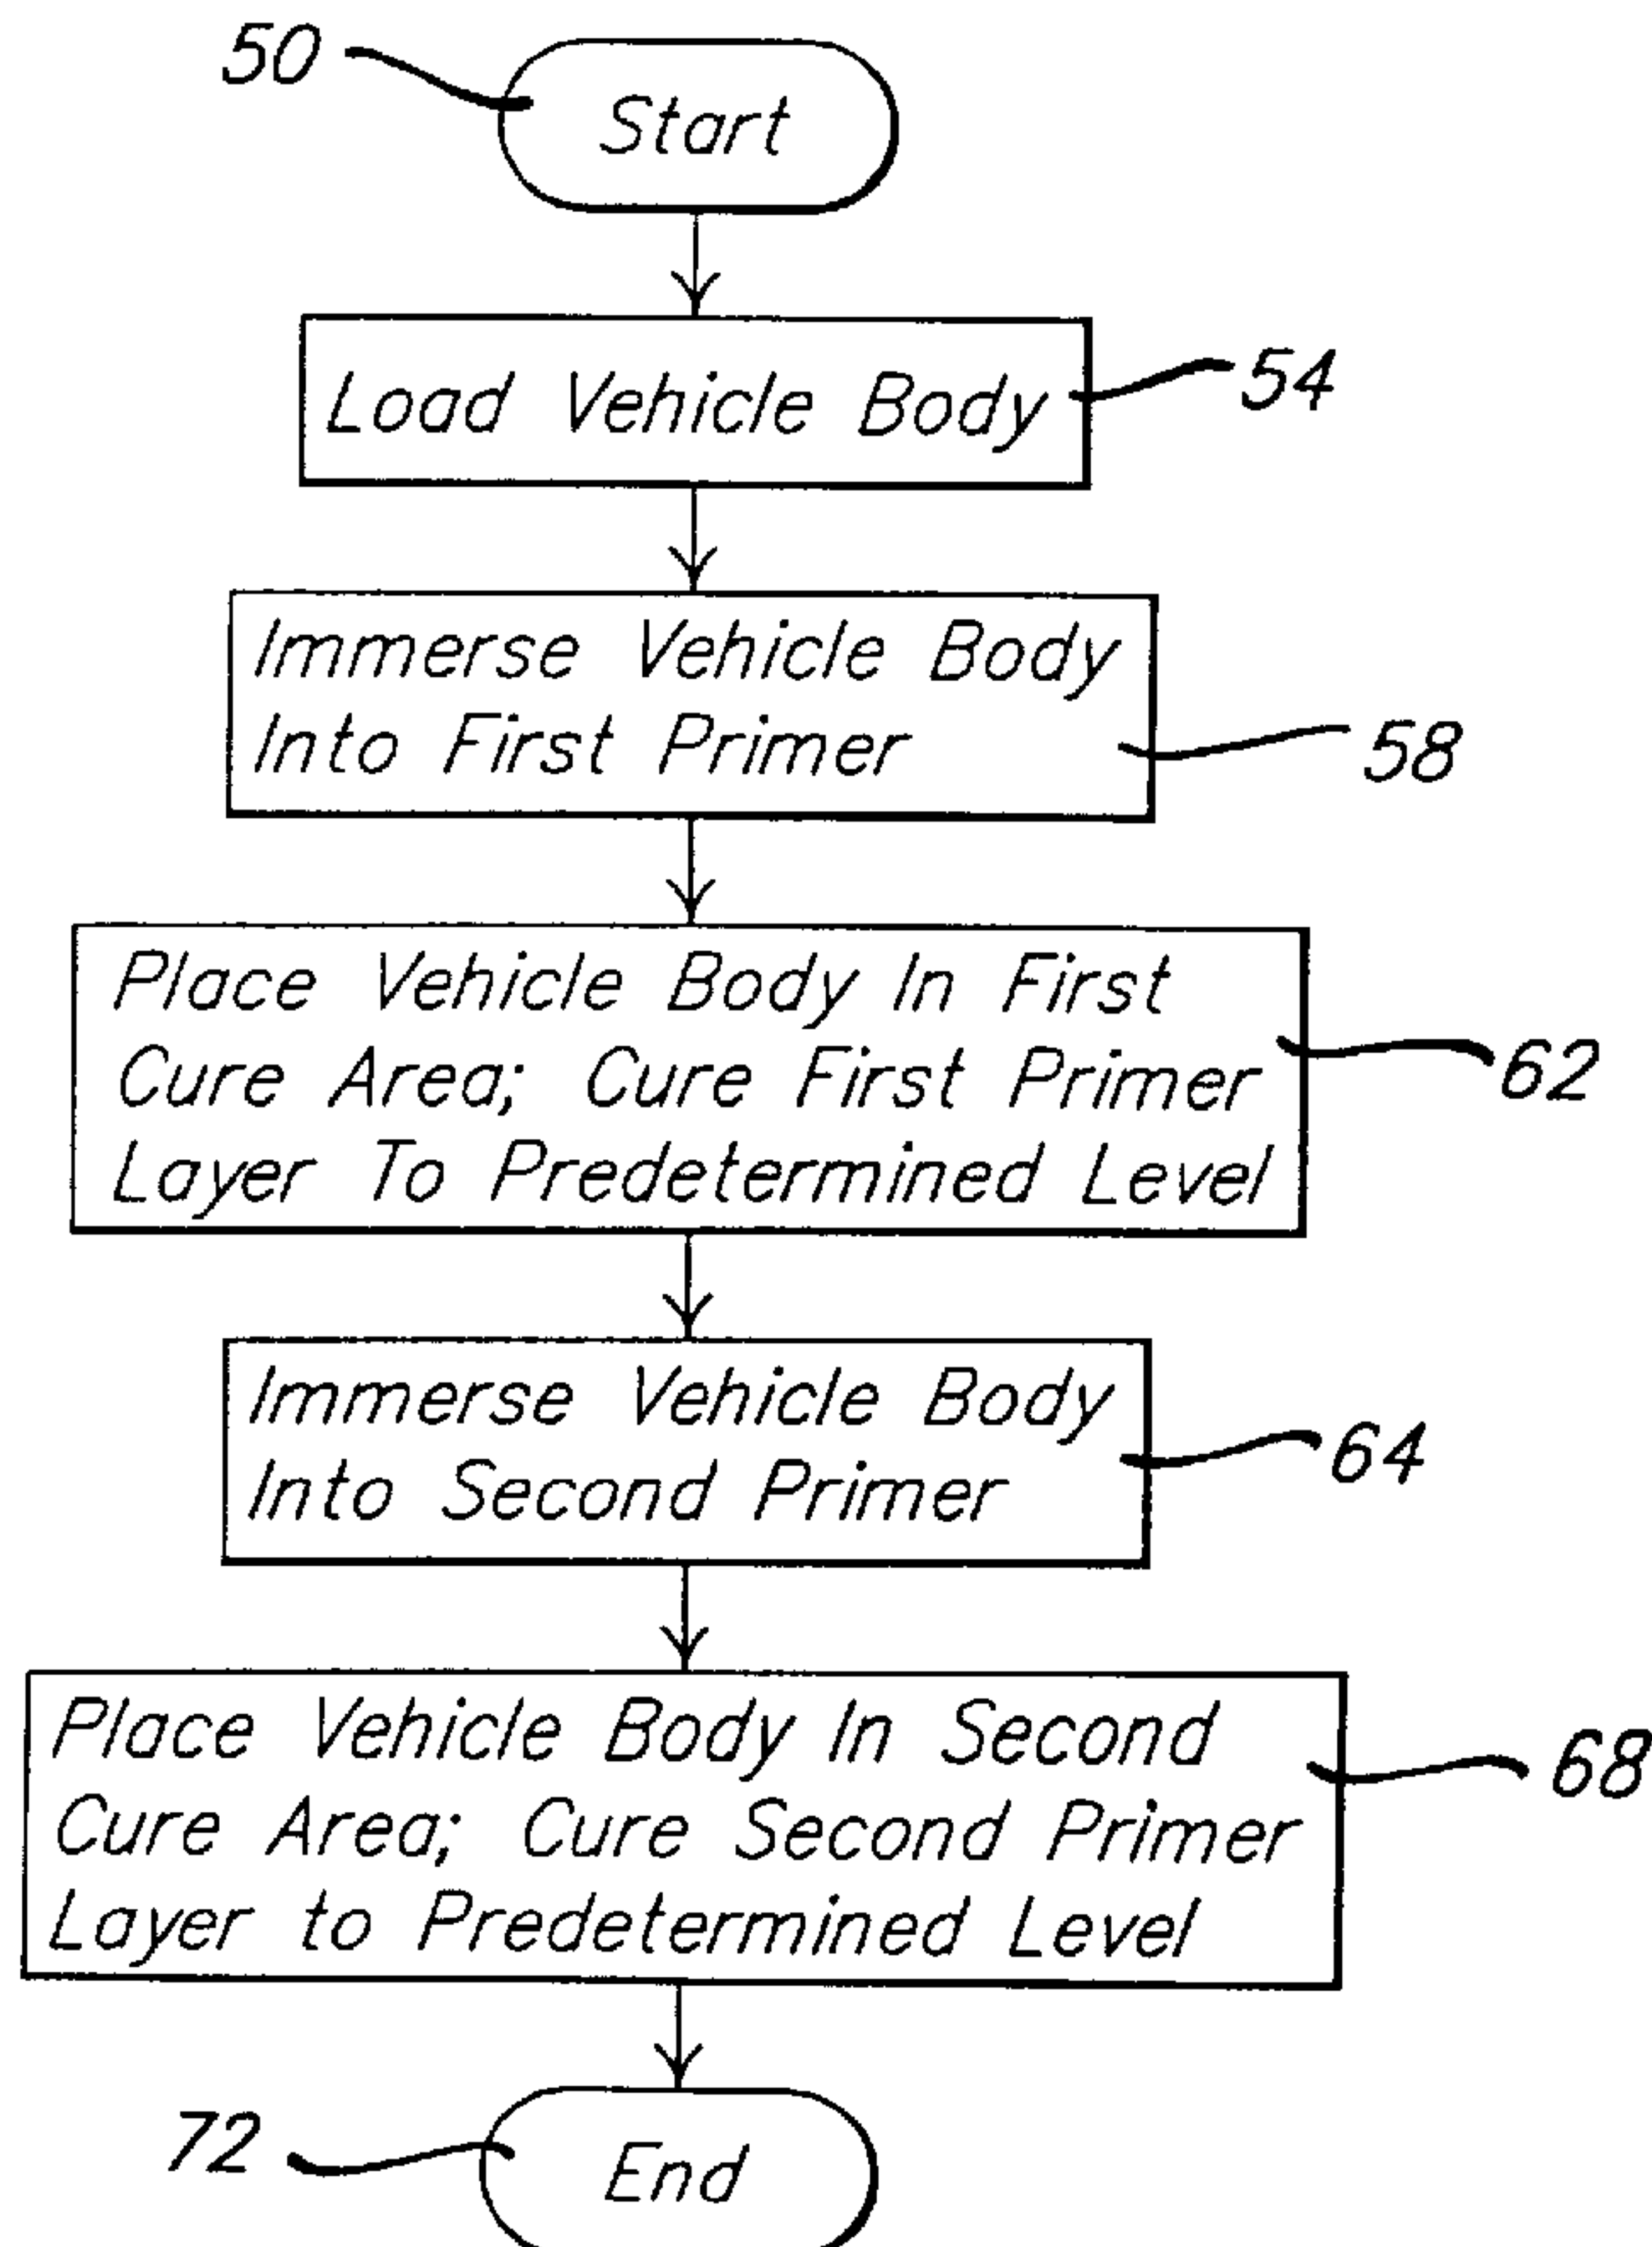 50
Start
Load Vehicle Body
54
Immerse Vehicle Body
Into First Primer
58
Place Vehicle Body In First
Cure Area; Cure First Primer
Layer To Predetermined Level
62
Immerse Vehicle Body
Into Second Primer
64
Place Vehicle Body In Second
Cure Area; Cure Second Primer
Layer to Predetermined Level
68
72
End